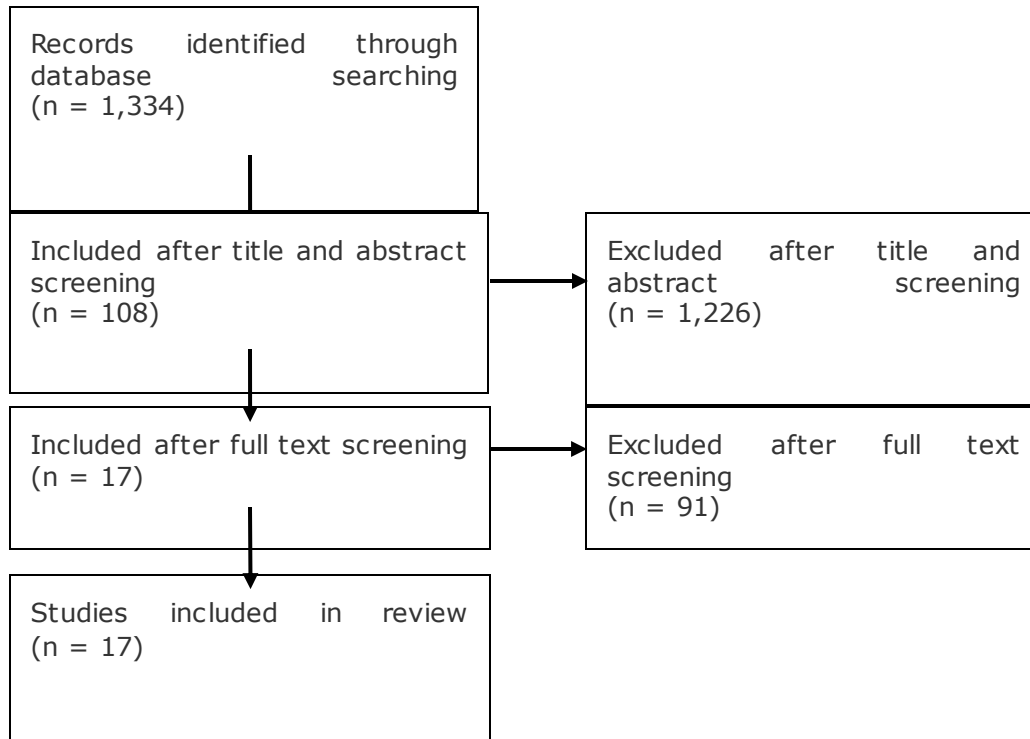 Records identified through
database searching
(n = 1,334)
Included after title and abstract
screening
(n = 108)
Excluded after title and
abstract screening
(n = 1,226)
Included after full text screening
(n = 17)
Excluded after full text
screening
(n = 91)
Studies included in review
(n = 17)